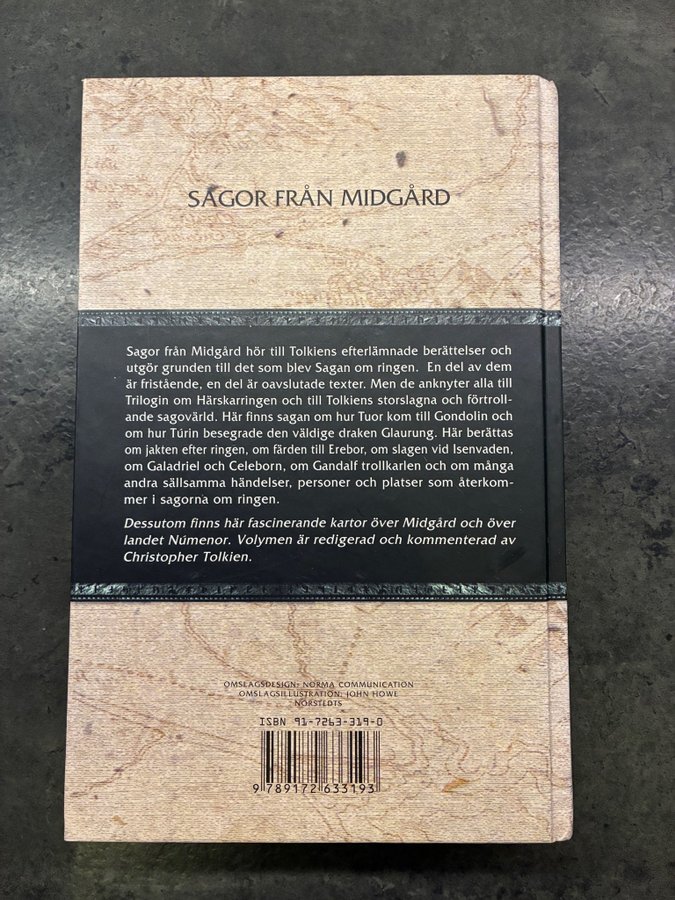 SAGOR FRÅN MIDGÅRD
Sagor från Midgård hör till Tolkiens efterlämnade berättelser och
utgör grunden till det som blev Sagan om ringen. En del av dem
är fristående, en del är oavslutade texter. Men de anknyter alla till
Trilogin om Härskarringen och till Tolkiens storslagna och förtroll-
ande sagovärld. Här finns sagan om hur Tuor kom till Gondolin och
om hur Túrin besegrade den väldige draken Glaurung. Här berättas
om jakten efter ringen, om färden till Erebor, om slagen vid Isenvaden,
om Galadriel och Celeborn, om Gandalf trollkarlen och om många
andra sällsamma händelser, personer och platser som återkom-
mer i sagorna om ringen.
Dessutom finns här fascinerande kartor över Midgård och över
landet Númenor. Volymen är redigerad och kommenterad av
Christopher Tolkien.
OMSLAGSDESIGN: NORMA COMMUNICATION
OMSLAGSILLUSTRATION: JOHN HOWE
NORSTEDTS
ISBN 91-7263-319-0
9 789172 633193